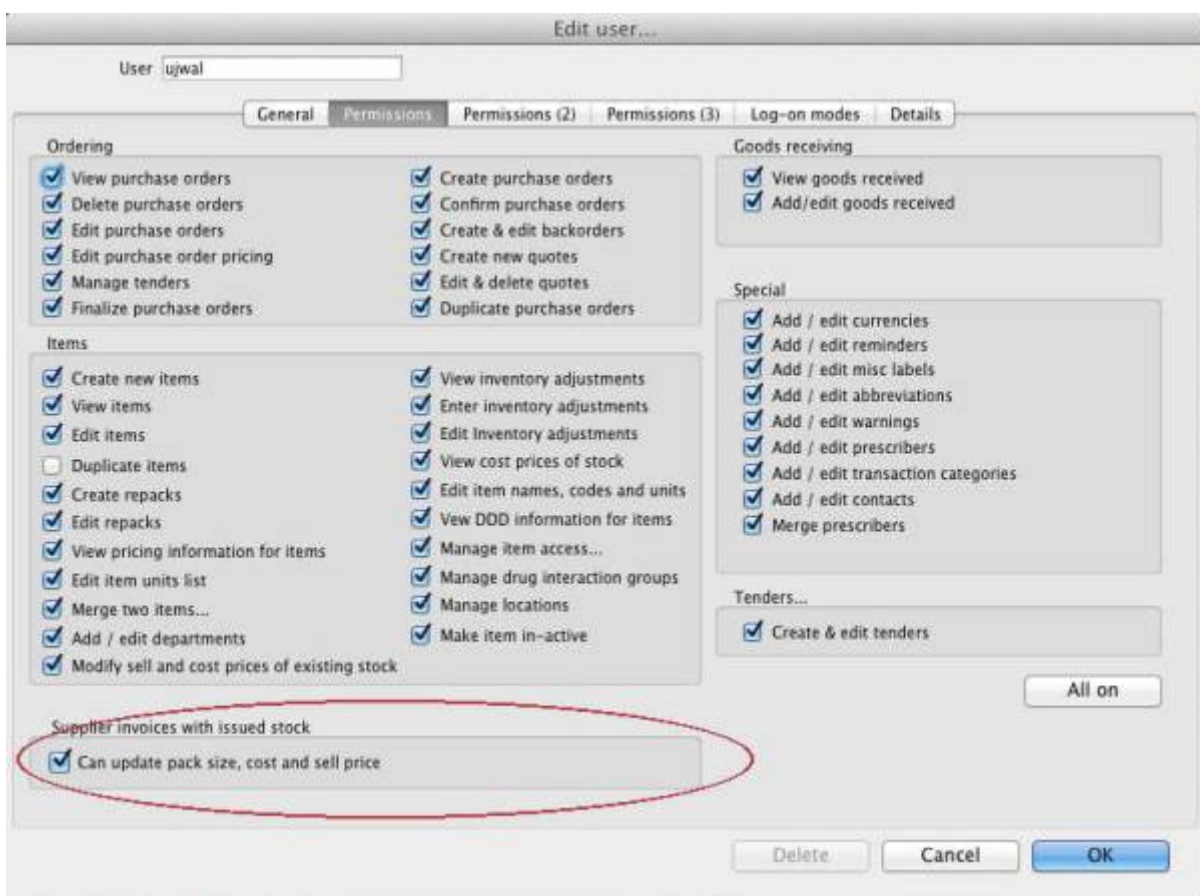 Edit user...
User ujwal
General Permissions Permissions (2) Permissions (3) Log-on modes Details
Ordering
View purchase orders
Delete purchase orders
Edit purchase orders
Edit purchase order pricing
Manage tenders
Finalize purchase orders
Create purchase orders
Confirm purchase orders
Create & edit backorders
Create new quotes
Edit & delete quotes
Duplicate purchase orders
Goods receiving
View goods received
Add/edit goods received
Items
Create new items
View items
Edit items
Duplicate items
Create repacks
Edit repacks
View pricing information for items
Edit item units list
Merge two items...
Add / edit departments
Modify sell and cost prices of existing stock
View inventory adjustments
Enter inventory adjustments
Edit Inventory adjustments
View cost prices of stock
Edit item names, codes and units
Vew DDD information for items
Manage item access...
Manage drug interaction groups
Manage locations
Make item in-active
Special
Add / edit currencies
Add / edit reminders
Add / edit misc labels
Add / edit abbreviations
Add / edit warnings
Add / edit prescribers
Add / edit transaction categories
Add / edit contacts
Merge prescribers
Tenders...
Create & edit tenders
All on
Supplier invoices with issued stock
Can update pack size, cost and sell price
Delete Cancel OK